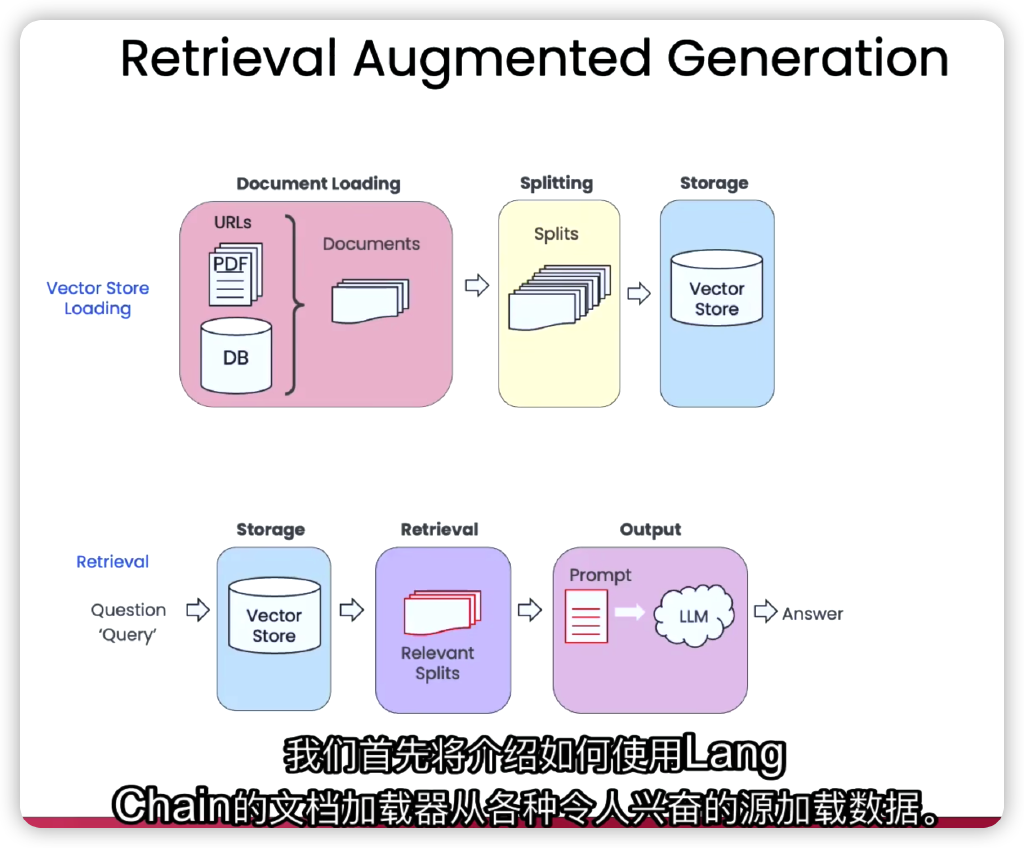 Retrieval Augmented Generation
Document Loading
Splitting
Storage
URLs
PDF
DB
Documents
Splits
Vector
Store
Vector Store
Loading
Storage
Retrieval
Output
Retrieval
Question
‘Query’
Vector
Store
Relevant
Splits
Prompt
LLM
Answer
我们首先将介绍如何使用Lang
Chain的文档加载器从各种令人兴奋的源加载数据。